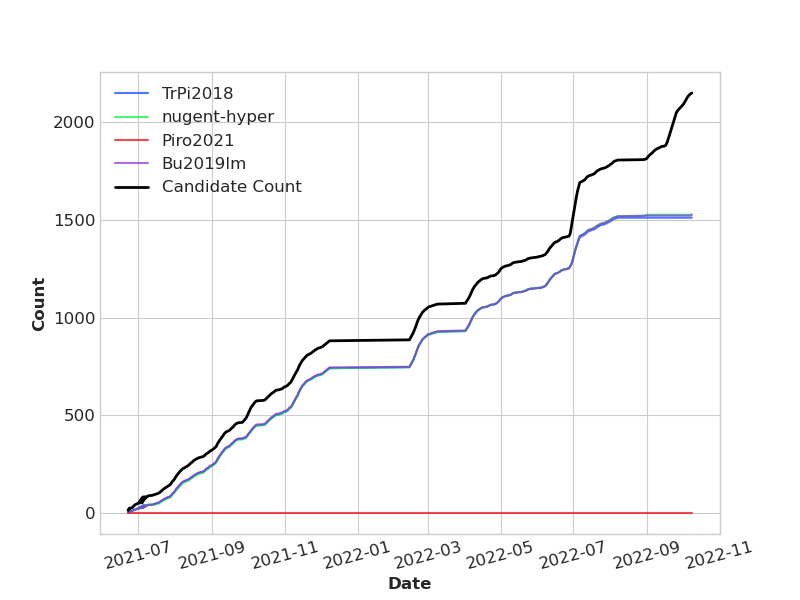 TrPi2018
nugent-hyper
Piro2021
Bu2019lm
Candidate Count
Count
2000
1500
1000
500
0
2021-07
2021-09
2021-11
2022-01
2022-03
2022-05
2022-07
2022-09
2022-11
Date